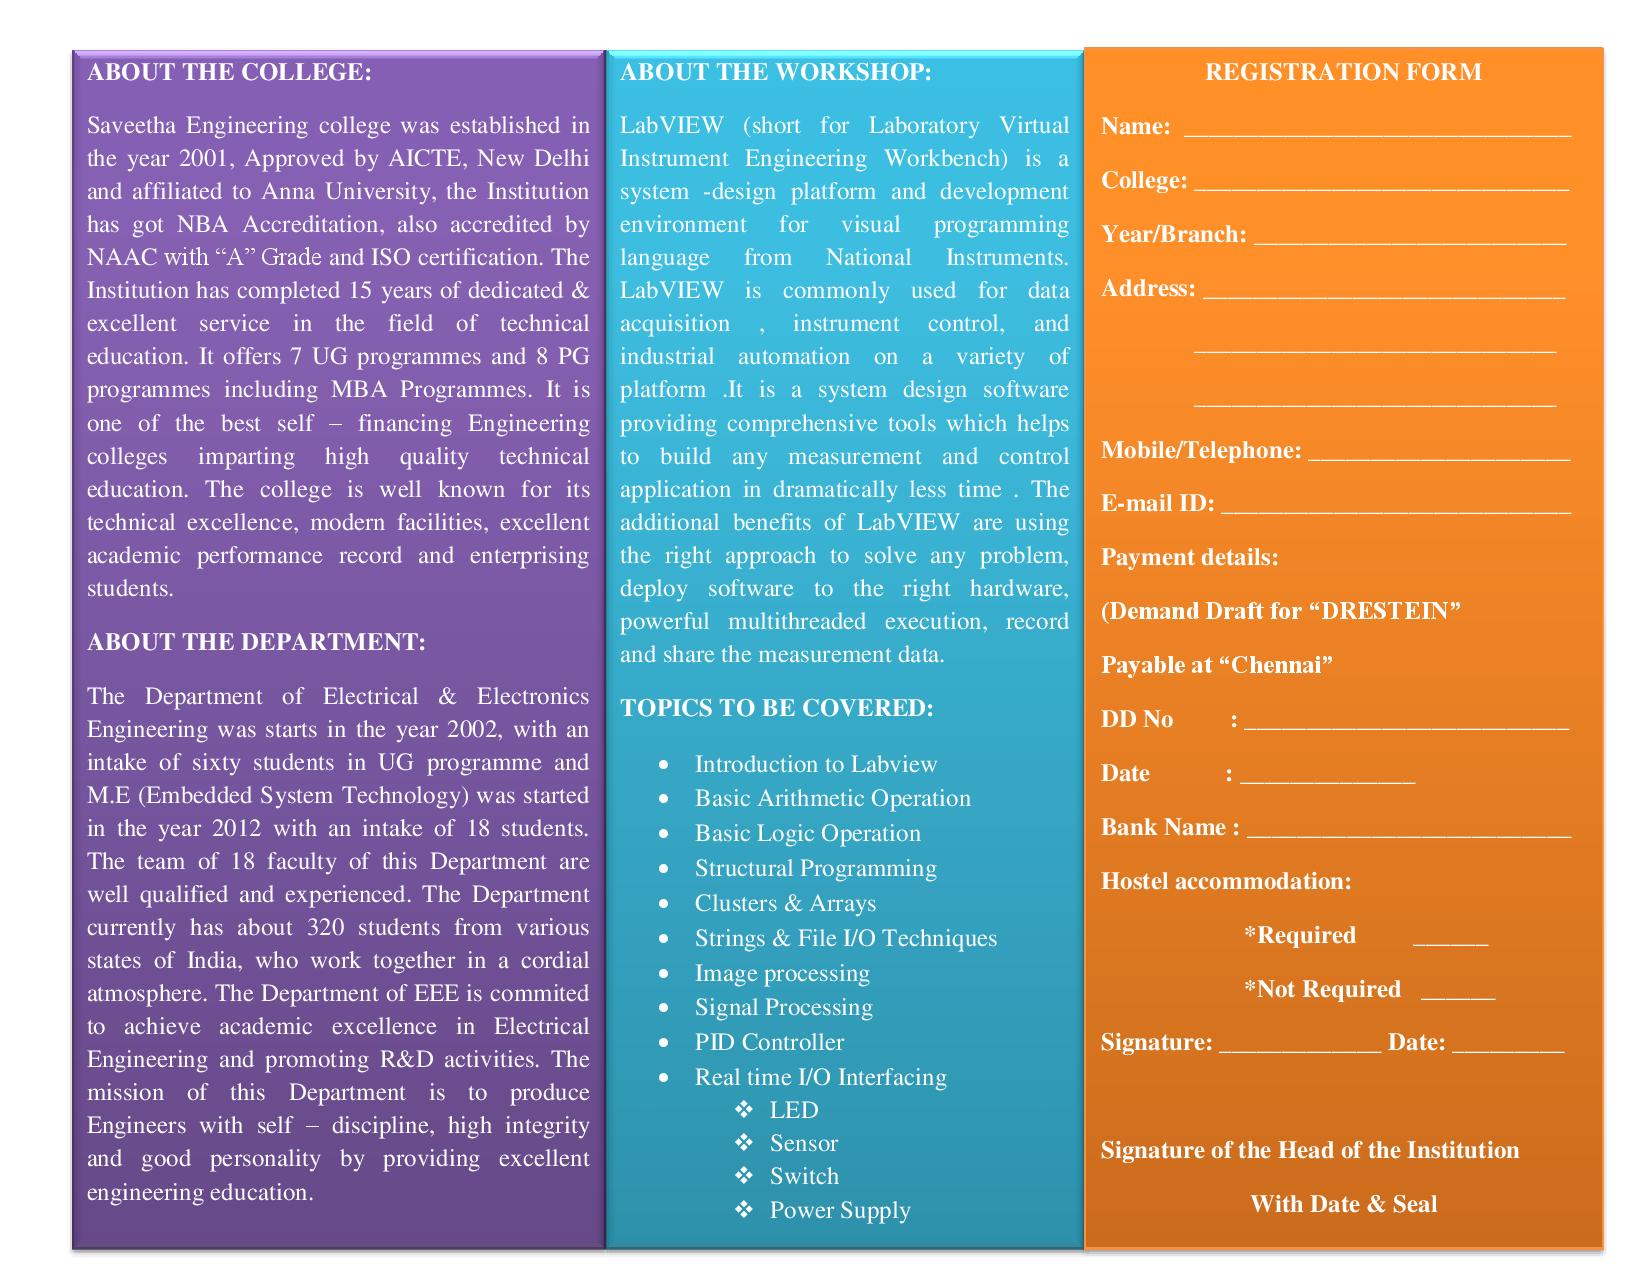 ABOUT THE COLLEGE:
Saveetha Engineering college was established in
the year 2001, Approved by AICTE, New Delhi
and affiliated to Anna University, the Institution
has got NBA Accreditation, also accredited by
NAAC with “A” Grade and ISO certification. The
Institution has completed 15 years of dedicated &
excellent service in the field of technical
education. It offers 7 UG programmes and 8 PG
programmes including MBA Programmes. It is
one of the best self – financing Engineering
colleges imparting high quality technical
education. The college is well known for its
technical excellence, modern facilities, excellent
academic performance record and enterprising
students.
ABOUT THE DEPARTMENT:
The Department of Electrical & Electronics
Engineering was starts in the year 2002, with an
intake of sixty students in UG programme and
M.E (Embedded System Technology) was started
in the year 2012 with an intake of 18 students.
The team of 18 faculty of this Department are
well qualified and experienced. The Department
currently has about 320 students from various
states of India, who work together in a cordial
atmosphere. The Department of EEE is commited
to achieve academic excellence in Electrical
Engineering and promoting R&D activities. The
mission of this Department is to produce
Engineers with self – discipline, high integrity
and good personality by providing excellent
engineering education.
ABOUT THE WORKSHOP:
LabVIEW (short for Laboratory Virtual
Instrument Engineering Workbench) is a
system -design platform and development
environment for visual programming
language from National Instruments.
LabVIEW is commonly used for data
acquisition , instrument control, and
industrial automation on a variety of
platform .It is a system design software
providing comprehensive tools which helps
to build any measurement and control
application in dramatically less time . The
additional benefits of LabVIEW are using
the right approach to solve any problem,
deploy software to the right hardware,
powerful multithreaded execution, record
and share the measurement data.
TOPICS TO BE COVERED:
• Introduction to Labview
• Basic Arithmetic Operation
• Basic Logic Operation
• Structural Programming
• Clusters & Arrays
• Strings & File I/O Techniques
• Image processing
• Signal Processing
• PID Controller
• Real time I/O Interfacing
❖ LED
❖ Sensor
❖ Switch
❖ Power Supply
REGISTRATION FORM
Name: _______________________________
College: ______________________________
Year/Branch: _________________________
Address: _____________________________
_____________________________
_____________________________
Mobile/Telephone: _____________________
E-mail ID: ____________________________
Payment details:
(Demand Draft for “DRESTEIN”
Payable at “Chennai”
DD No : __________________________
Date : ______________
Bank Name : __________________________
Hostel accommodation:
*Required ______
*Not Required ______
Signature: _____________ Date: _________
Signature of the Head of the Institution
With Date & Seal